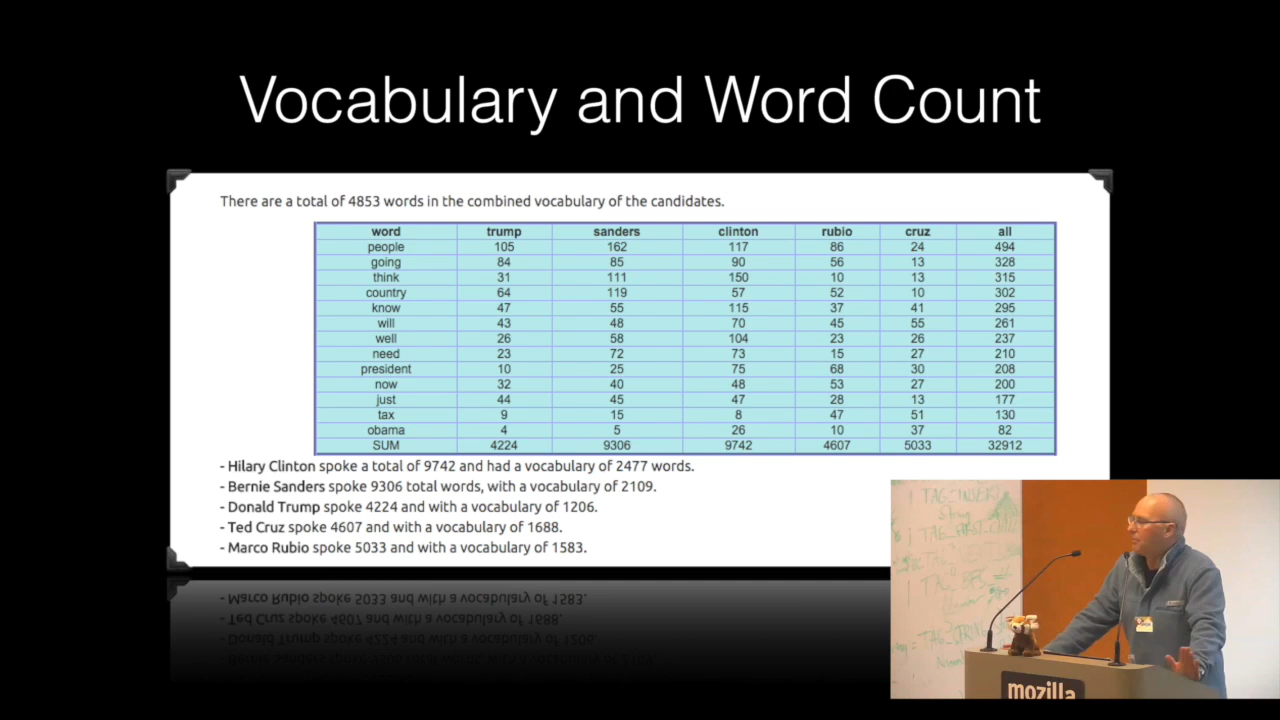 Vocabulary and Word Count
There are a total of 4853 words in the combined vocabulary of the candidates.
word trump sanders clinton rubio cruz all
people 105 162 117 86 24 494
going 84 85 90 56 13 328
think 31 111 150 10 13 315
country 64 119 57 52 10 302
know 47 55 115 37 41 295
will 43 48 70 45 55 261
well 26 58 104 23 26 237
need 23 72 73 15 27 210
president 10 25 75 68 30 208
now 32 40 48 53 27 200
just 44 45 47 28 13 177
tax 9 15 8 47 51 130
obama 4 5 26 10 37 82
SUM 4224 9306 9742 4607 5033 32912
- Hilary Clinton spoke a total of 9742 and had a vocabulary of 2477 words.
- Bernie Sanders spoke 9306 total words, with a vocabulary of 2109.
- Donald Trump spoke 4224 and with a vocabulary of 1206.
- Ted Cruz spoke 4607 and with a vocabulary of 1688.
- Marco Rubio spoke 5033 and with a vocabulary of 1583.
TAG_INSERT
String
mozilla